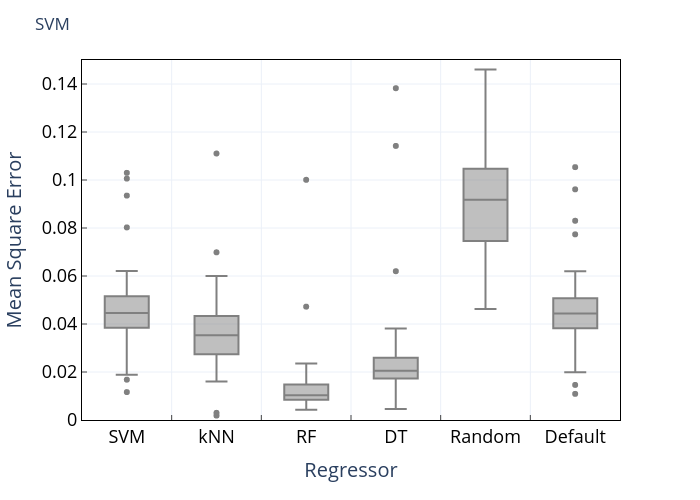 SVM
Mean Square Error
0.14
0.12
0.1
0.08
0.06
0.04
0.02
0
SVM kNN RF DT Random Default
Regressor